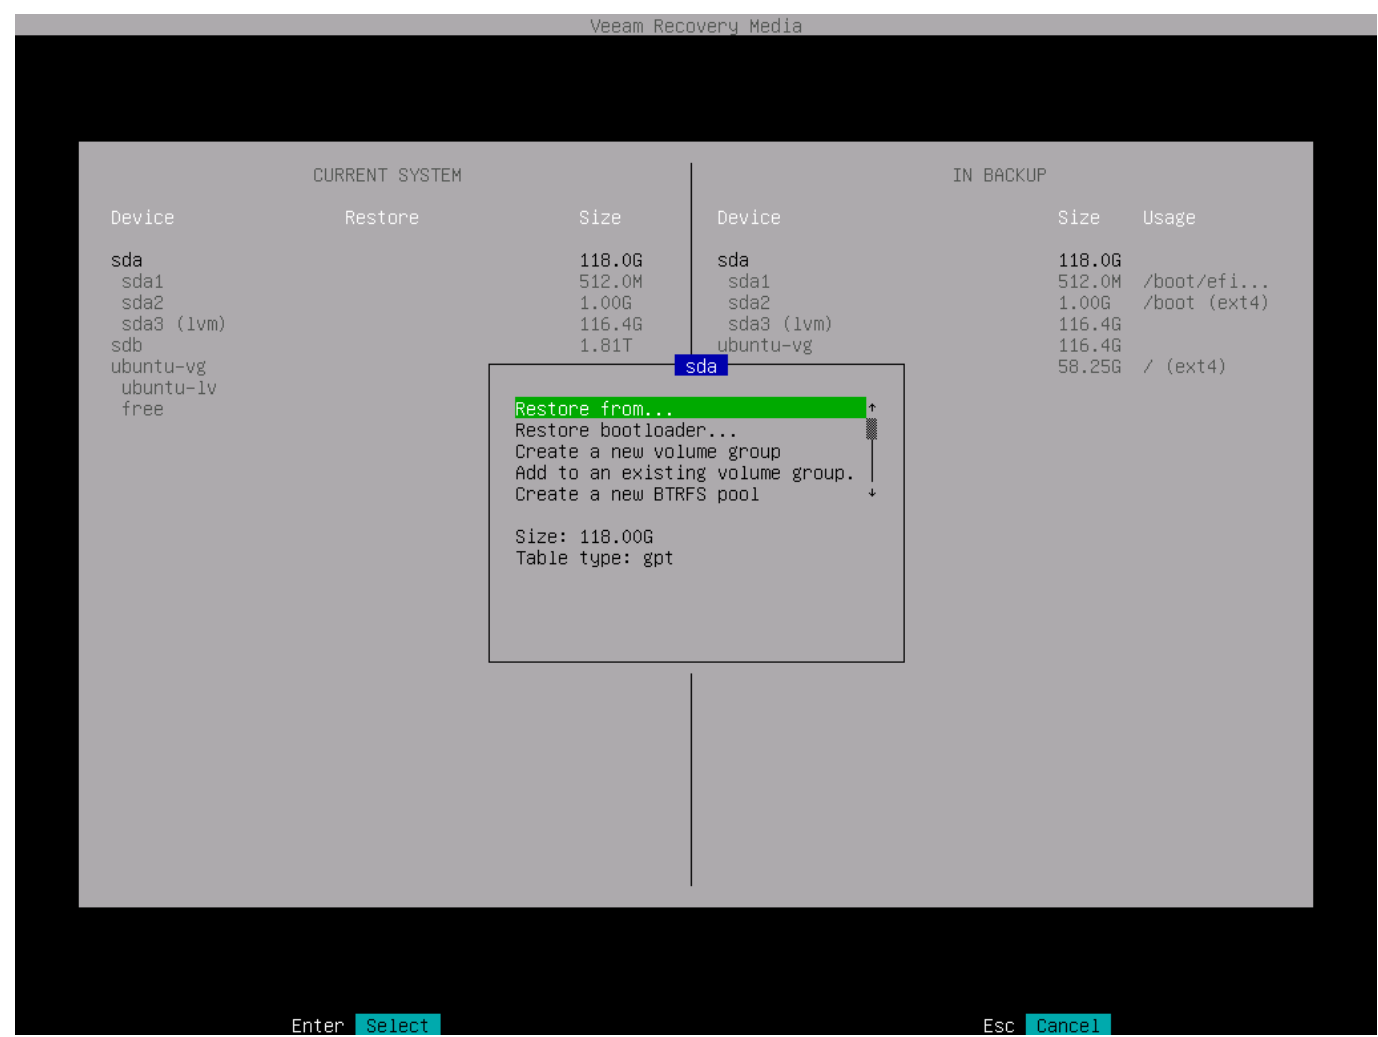 Veeam Recovery Media
CURRENT SYSTEM IN BACKUP
Device Restore Size Device Size Usage
sda 118.0G sda 118.0G
sda1 512.0M sda1 512.0M /boot/efi...
sda2 1.00G sda2 1.00G /boot (ext4)
sda3 (lvm) 116.4G sda3 (lvm) 116.4G
sdb 1.81T ubuntu-vg 116.4G
ubuntu-vg sda 58.25G / (ext4)
ubuntu-lv
free
Restore from... ↑
Restore bootloader...
Create a new volume group
Add to an existing volume group.
Create a new BTRFS pool ↓
Size: 118.00G
Table type: gpt
Enter Select Esc Cancel